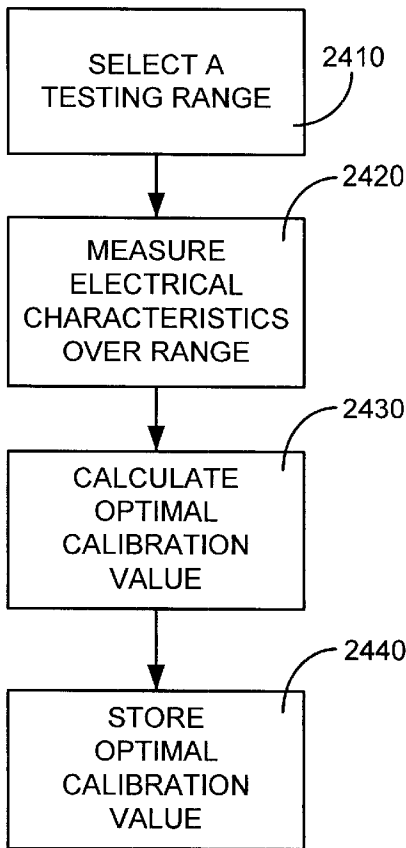 SELECT A
TESTING RANGE
2410
2420
MEASURE
ELECTRICAL
CHARACTERISTICS
OVER RANGE
2430
CALCULATE
OPTIMAL
CALIBRATION
VALUE
2440
STORE
OPTIMAL
CALIBRATION
VALUE